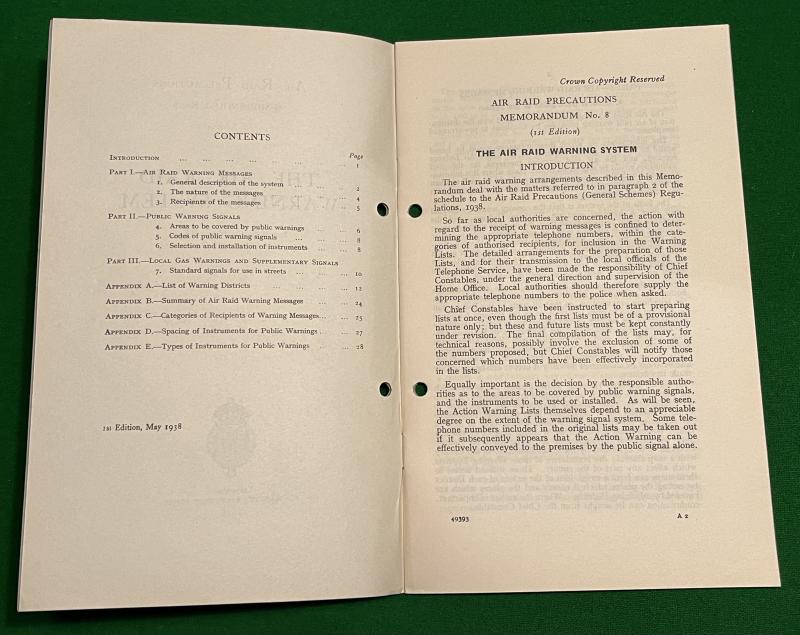 CONTENTS
Page
INTRODUCTION ... ... ... ... ... 1
PART I.—AIR RAID WARNING MESSAGES
1. General description of the system ... 2
2. The nature of the messages ... 4
3. Recipients of the messages ... 5
PART II.—PUBLIC WARNING SIGNALS
4. Areas to be covered by public warnings ... 6
5. Codes of public warning signals ... ... 8
6. Selection and installation of instruments ... 8
PART III.—LOCAL GAS WARNINGS AND SUPPLEMENTARY SIGNALS
7. Standard signals for use in streets ... ... 10
APPENDIX A.—List of Warning Districts ... ... 12
APPENDIX B.—Summary of Air Raid Warning Messages ... ... 24
APPENDIX C.—Categories of Recipients of Warning Messages... ... 25
APPENDIX D.—Spacing of Instruments for Public Warnings ... 27
APPENDIX E.—Types of Instruments for Public Warnings ... 28
1st Edition, May 1938
Crown Copyright Reserved
AIR RAID PRECAUTIONS
MEMORANDUM No. 8
(1st Edition)
THE AIR RAID WARNING SYSTEM
INTRODUCTION
The air raid warning arrangements described in this Memo-
randum deal with the matters referred to in paragraph 2 of the
schedule to the Air Raid Precautions (General Schemes) Regu-
lations, 1938.
So far as local authorities are concerned, the action with
regard to the receipt of warning messages is confined to deter-
mining the appropriate telephone numbers, within the cate-
gories of authorised recipients, for inclusion in the Warning
Lists. The detailed arrangements for the preparation of those
Lists, and for their transmission to the local officials of the
Telephone Service, have been made the responsibility of Chief
Constables, under the general direction and supervision of the
Home Office. Local authorities should therefore supply the
appropriate telephone numbers to the police when asked.
Chief Constables have been instructed to start preparing
lists at once, even though the first lists must be of a provisional
nature only; but these and future lists must be kept constantly
under revision. The final compilation of the lists may, for
technical reasons, possibly involve the exclusion of some of
the numbers proposed, but Chief Constables will notify those
concerned which numbers have been effectively incorporated
in the lists.
Equally important is the decision by the responsible autho-
rities as to the areas to be covered by public warning signals,
and the instruments to be used or installed. As will be seen,
the Action Warning Lists themselves depend to an appreciable
degree on the extent of the warning signal system. Some tele-
phone numbers included in the original lists may be taken out
if it subsequently appears that the Action Warning can be
effectively conveyed to the premises by the public signal alone.
49393
A 2